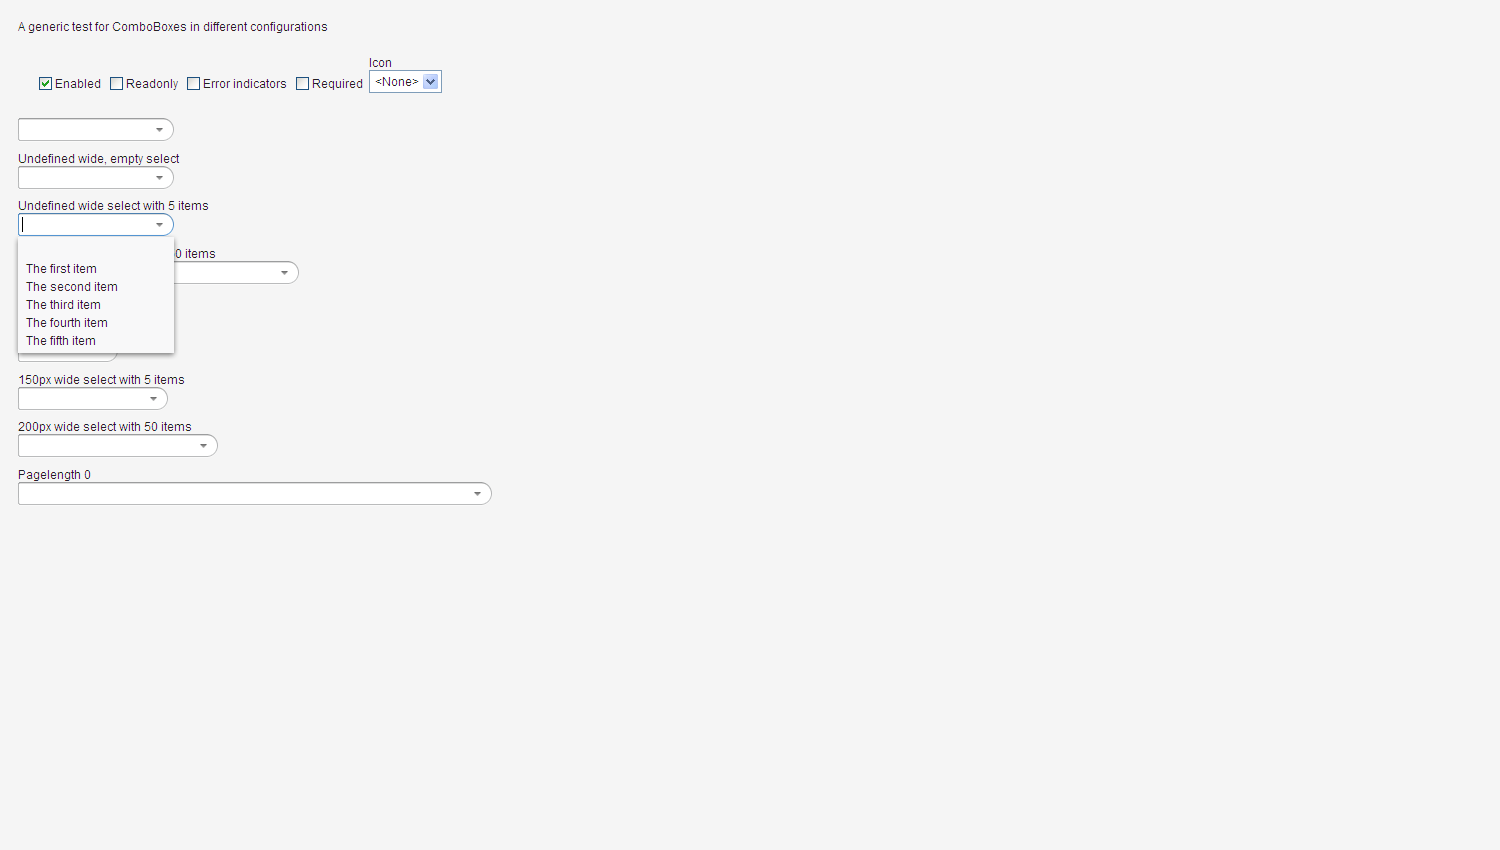 A generic test for ComboBoxes in different configurations
Icon
Enabled Readonly Error indicators Required <None>
Undefined wide, empty select
Undefined wide select with 5 items
0 items
The first item
The second item
The third item
The fourth item
The fifth item
150px wide select with 5 items
200px wide select with 50 items
Pagelength 0